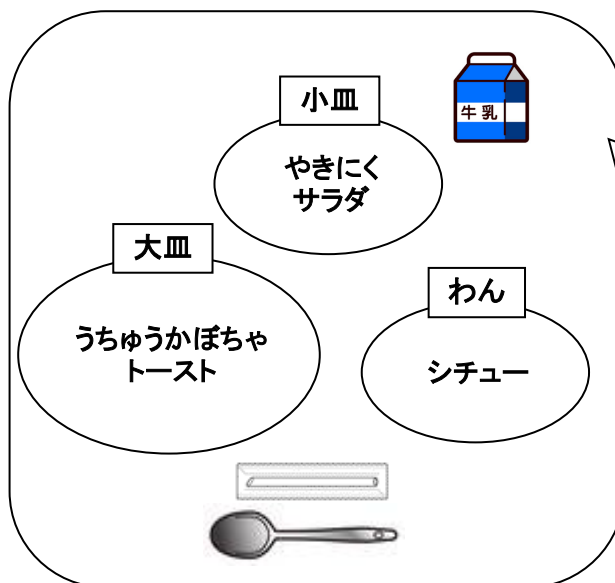 小皿
牛乳
やきにく
サラダ
大皿
わん
うちゅうかぼちゃ
トースト
シチュー